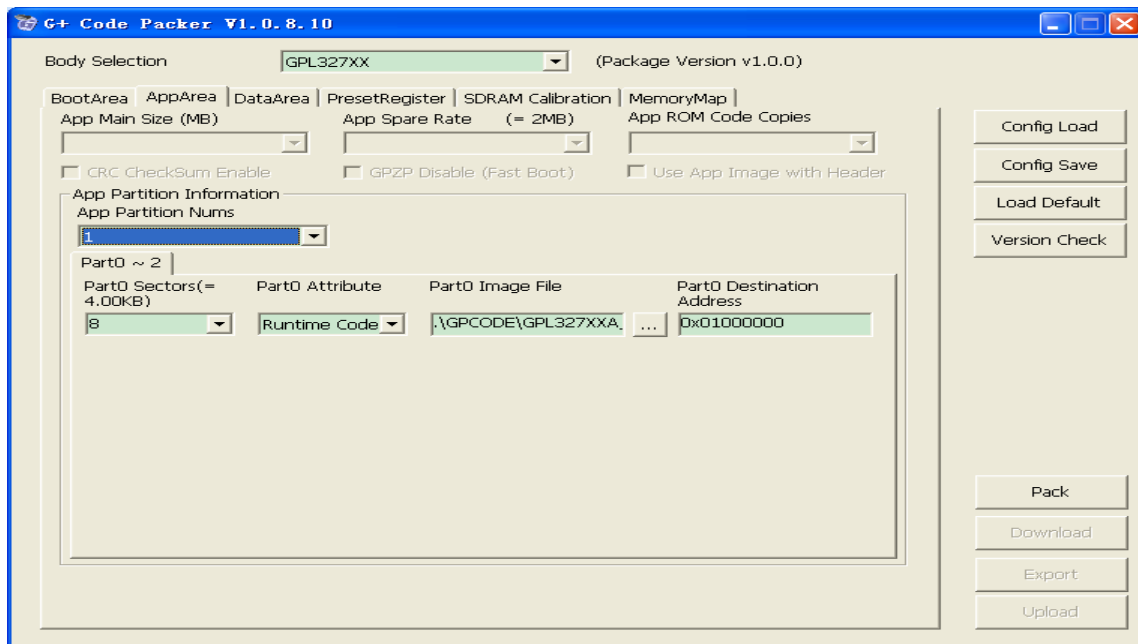 G+ Code Packer V1.0.8.10
Body Selection GPL327XX (Package Version v1.0.0)
BootArea AppArea DataArea PresetRegister SDRAM Calibration MemoryMap
App Main Size (MB) App Spare Rate (= 2MB) App ROM Code Copies
CRC CheckSum Enable GPZP Disable (Fast Boot) Use App Image with Header
App Partition Information
App Partition Nums
1
Part0 ~ 2
Part0 Sectors(= 4.00KB) Part0 Attribute Part0 Image File Part0 Destination Address
8 Runtime Code .\GPCODE\GPL327XXA_ ... 0x01000000
Config Load
Config Save
Load Default
Version Check
Pack
Download
Export
Upload